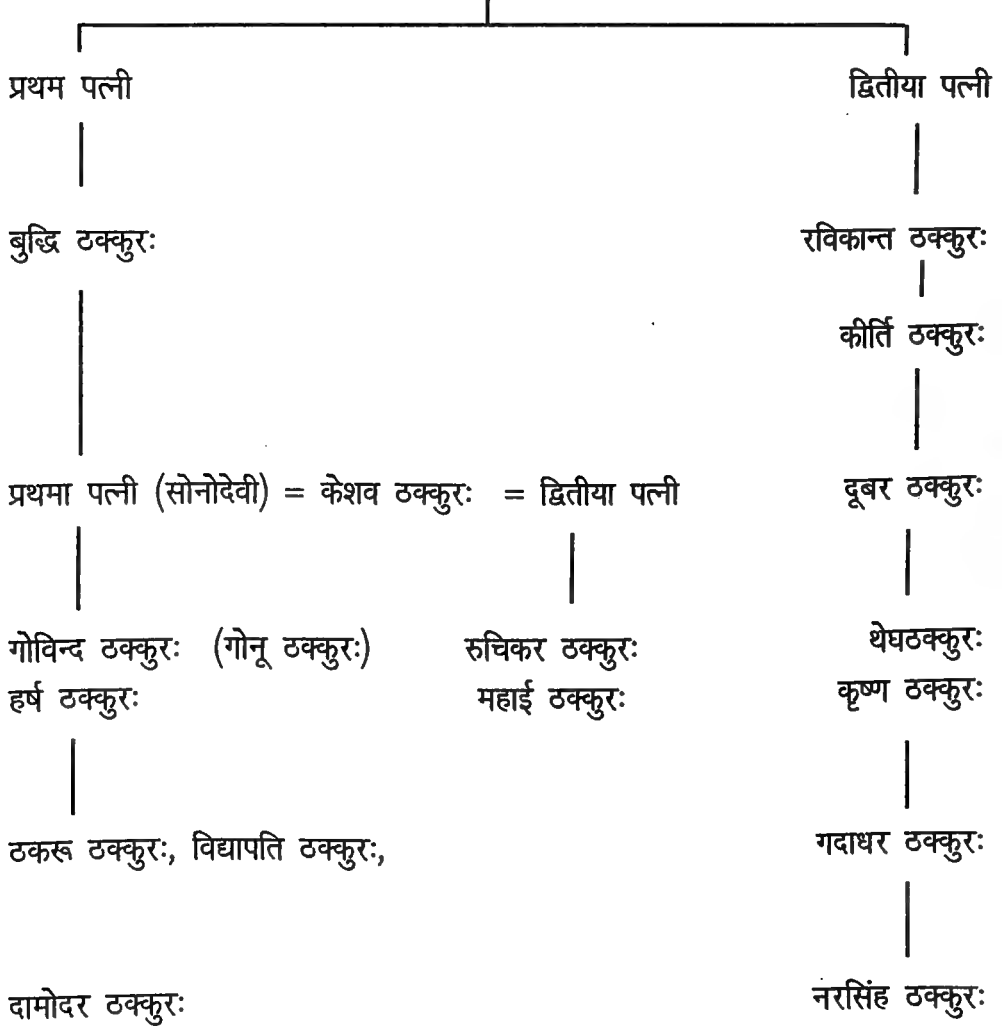 प्रथम पत्नी द्वितीया पत्नी
बुद्धि ठक्कुरः रविकान्त ठक्कुरः
कीर्ति ठक्कुरः
प्रथमा पत्नी (सोनोदेवी) = केशव ठक्कुरः = द्वितीया पत्नी दूबर ठक्कुरः
गोविन्द ठक्कुरः (गोनू ठक्कुरः) रुचिकर ठक्कुरः थेघठक्कुरः
हर्ष ठक्कुरः महाई ठक्कुरः कृष्ण ठक्कुरः
ठकरू ठक्कुरः, विद्यापति ठक्कुरः, गदाधर ठक्कुरः
दामोदर ठक्कुरः नरसिंह ठक्कुरः